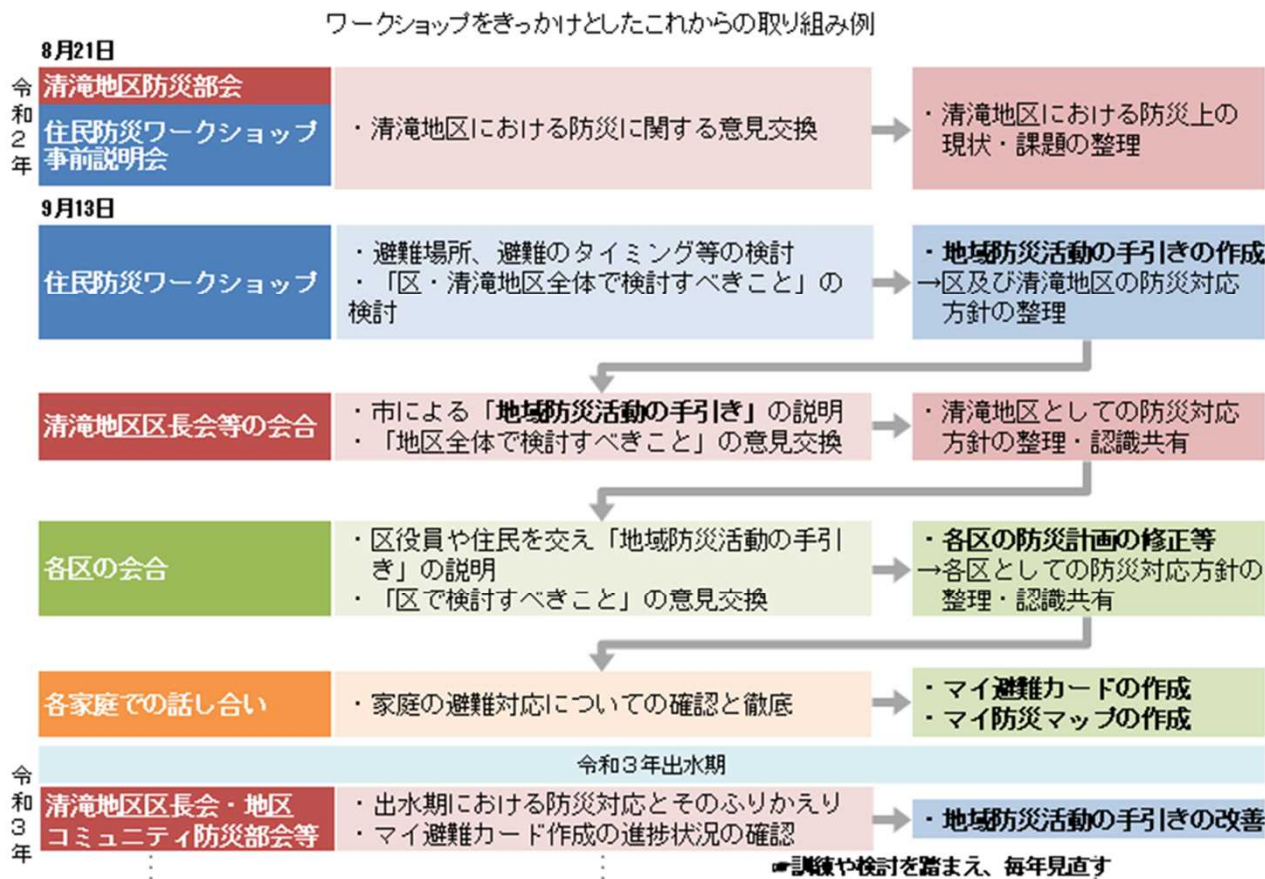 ワークショップをきっかけとしたこれからの取り組み例
令和2年
8月21日
清滝地区防災部会
住民防災ワークショップ
事前説明会
・清滝地区における防災に関する意見交換
・清滝地区における防災上の
現状・課題の整理
9月13日
住民防災ワークショップ
・避難場所、避難のタイミング等の検討
・「区・清滝地区全体で検討すべきこと」の
検討
・地域防災活動の手引きの作成
→区及び清滝地区の防災対応
方針の整理
清滝地区区長会等の会合
・市による「地域防災活動の手引き」の説明
・「地区全体で検討すべきこと」の意見交換
・清滝地区としての防災対応
方針の整理・認識共有
各区の会合
・区役員や住民を交え「地域防災活動の手引
き」の説明
・「区で検討すべきこと」の意見交換
・各区の防災計画の修正等
→各区としての防災対応方針の
整理・認識共有
各家庭での話し合い
・家庭の避難対応についての確認と徹底
・マイ避難カードの作成
・マイ防災マップの作成
令和3年出水期
令和3年
清滝地区区長会・地区
コミュニティ防災部会等
・出水期における防災対応とそのふりかえり
・マイ避難カード作成の進捗状況の確認
・地域防災活動の手引きの改善
☛訓練や検討を踏まえ、毎年見直す